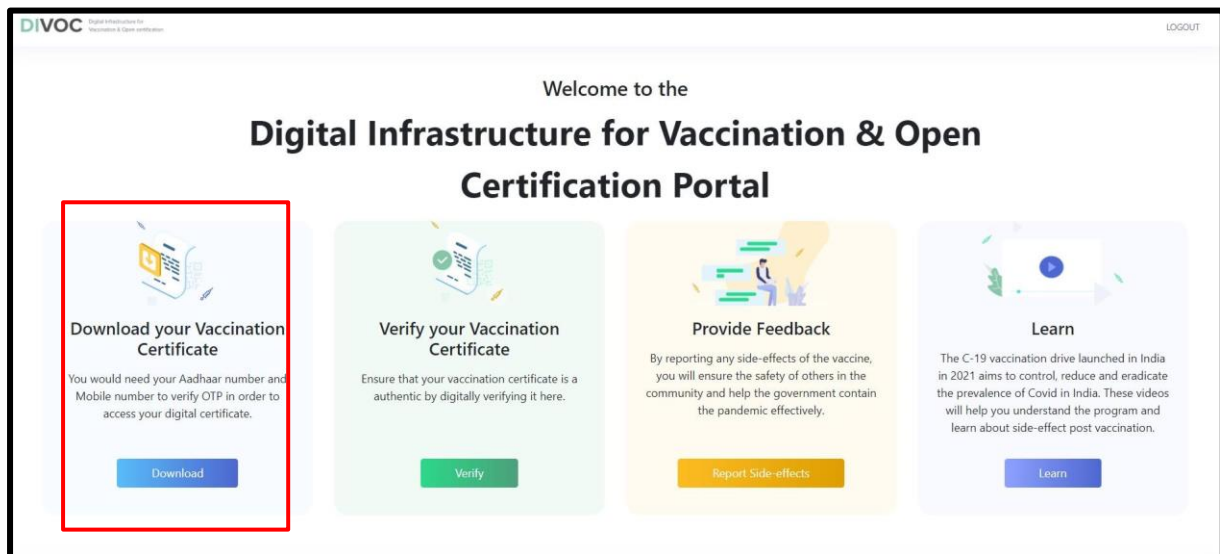 DIVOC
Digital Infrastructure for
Vaccination & Open certification
LOGOUT
Welcome to the
Digital Infrastructure for Vaccination & Open
Certification Portal
Download your Vaccination
Certificate
You would need your Aadhaar number and
Mobile number to verify OTP in order to
access your digital certificate.
Download
Verify your Vaccination
Certificate
Ensure that your vaccination certificate is a
authentic by digitally verifying it here.
Verify
Provide Feedback
By reporting any side-effects of the vaccine,
you will ensure the safety of others in the
community and help the government contain
the pandemic effectively.
Report Side-effects
Learn
The C-19 vaccination drive launched in India
in 2021 aims to control, reduce and eradicate
the prevalence of Covid in India. These videos
will help you understand the program and
learn about side-effect post vaccination.
Learn